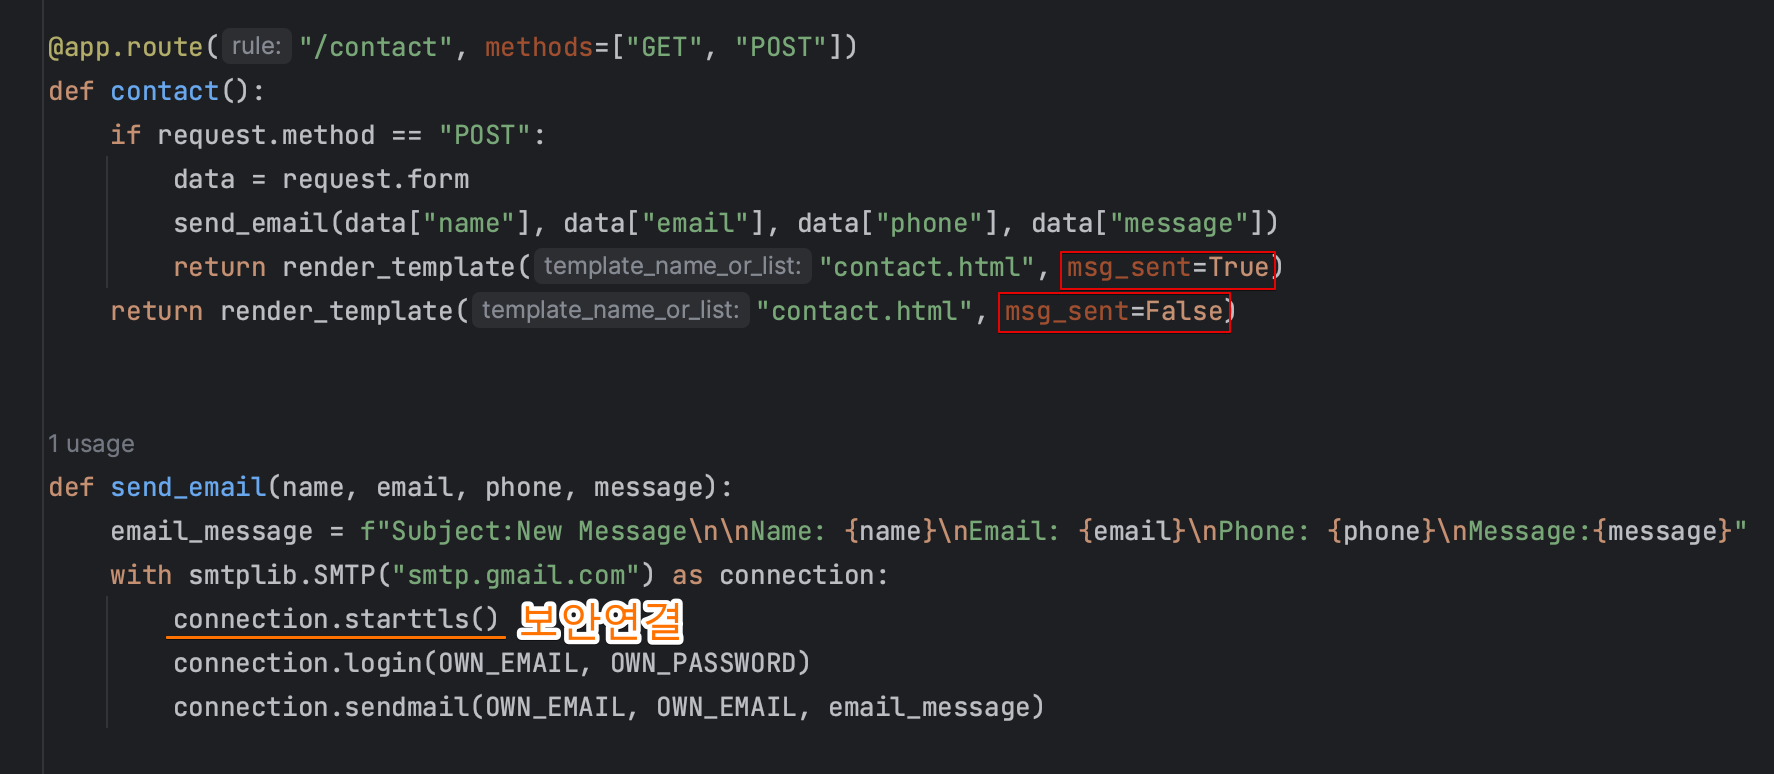 @app.route( rule: "/contact", methods=["GET", "POST"])
def contact():
    if request.method == "POST":
        data = request.form
        send_email(data["name"], data["email"], data["phone"], data["message"])
        return render_template( template_name_or_list: "contact.html", msg_sent=True)
    return render_template( template_name_or_list: "contact.html", msg_sent=False)
1 usage
def send_email(name, email, phone, message):
    email_message = f"Subject:New Message\n\nName: {name}\nEmail: {email}\nPhone: {phone}\nMessage:{message}"
    with smtplib.SMTP("smtp.gmail.com") as connection:
        connection.starttls() 보안연결
        connection.login(OWN_EMAIL, OWN_PASSWORD)
        connection.sendmail(OWN_EMAIL, OWN_EMAIL, email_message)